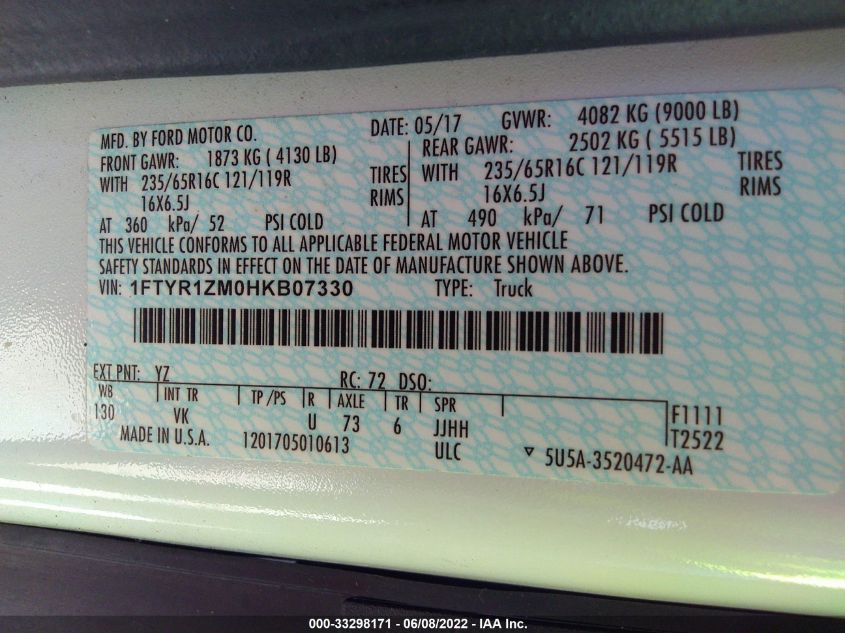 MFD. BY FORD MOTOR CO. DATE: 05/17 GVWR: 4082 KG (9000 LB)
FRONT GAWR: 1873 KG ( 4130 LB) REAR GAWR: 2502 KG ( 5515 LB)
WITH 235/65R16C 121/119R TIRES WITH 235/65R16C 121/119R TIRES
16X6.5J RIMS 16X6.5J RIMS
AT 360 kPa/ 52 PSI COLD AT 490 kPa/ 71 PSI COLD
THIS VEHICLE CONFORMS TO ALL APPLICABLE FEDERAL MOTOR VEHICLE
SAFETY STANDARDS IN EFFECT ON THE DATE OF MANUFACTURE SHOWN ABOVE.
VIN: 1FTYR1ZM0HKB07330 TYPE: Truck
EXT PNT: YZ RC: 72 DSO:
WB INT TR TP/PS R AXLE TR SPR F1111
130 VK U 73 6 JJHH T2522
MADE IN U.S.A. 1201705010613 ULC ▽ 5U5A-3520472-AA
000-33298171 - 06/08/2022 - IAA Inc.